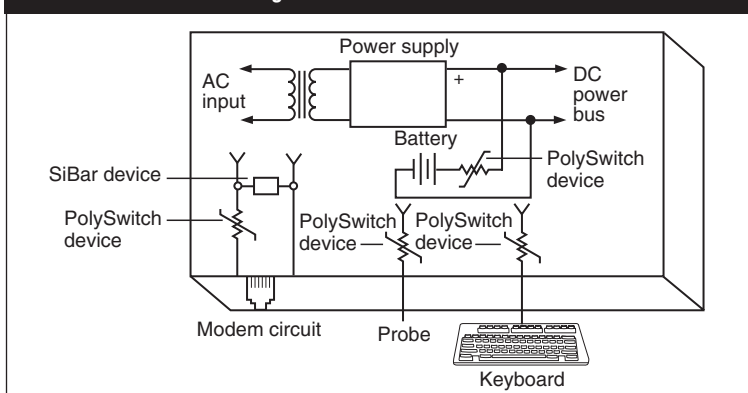 Power supply
AC
input
+
DC
power
bus
Battery
PolySwitch
device
SiBar device
PolySwitch
device
PolySwitch
device
PolySwitch
device
Modem circuit
Probe
Keyboard